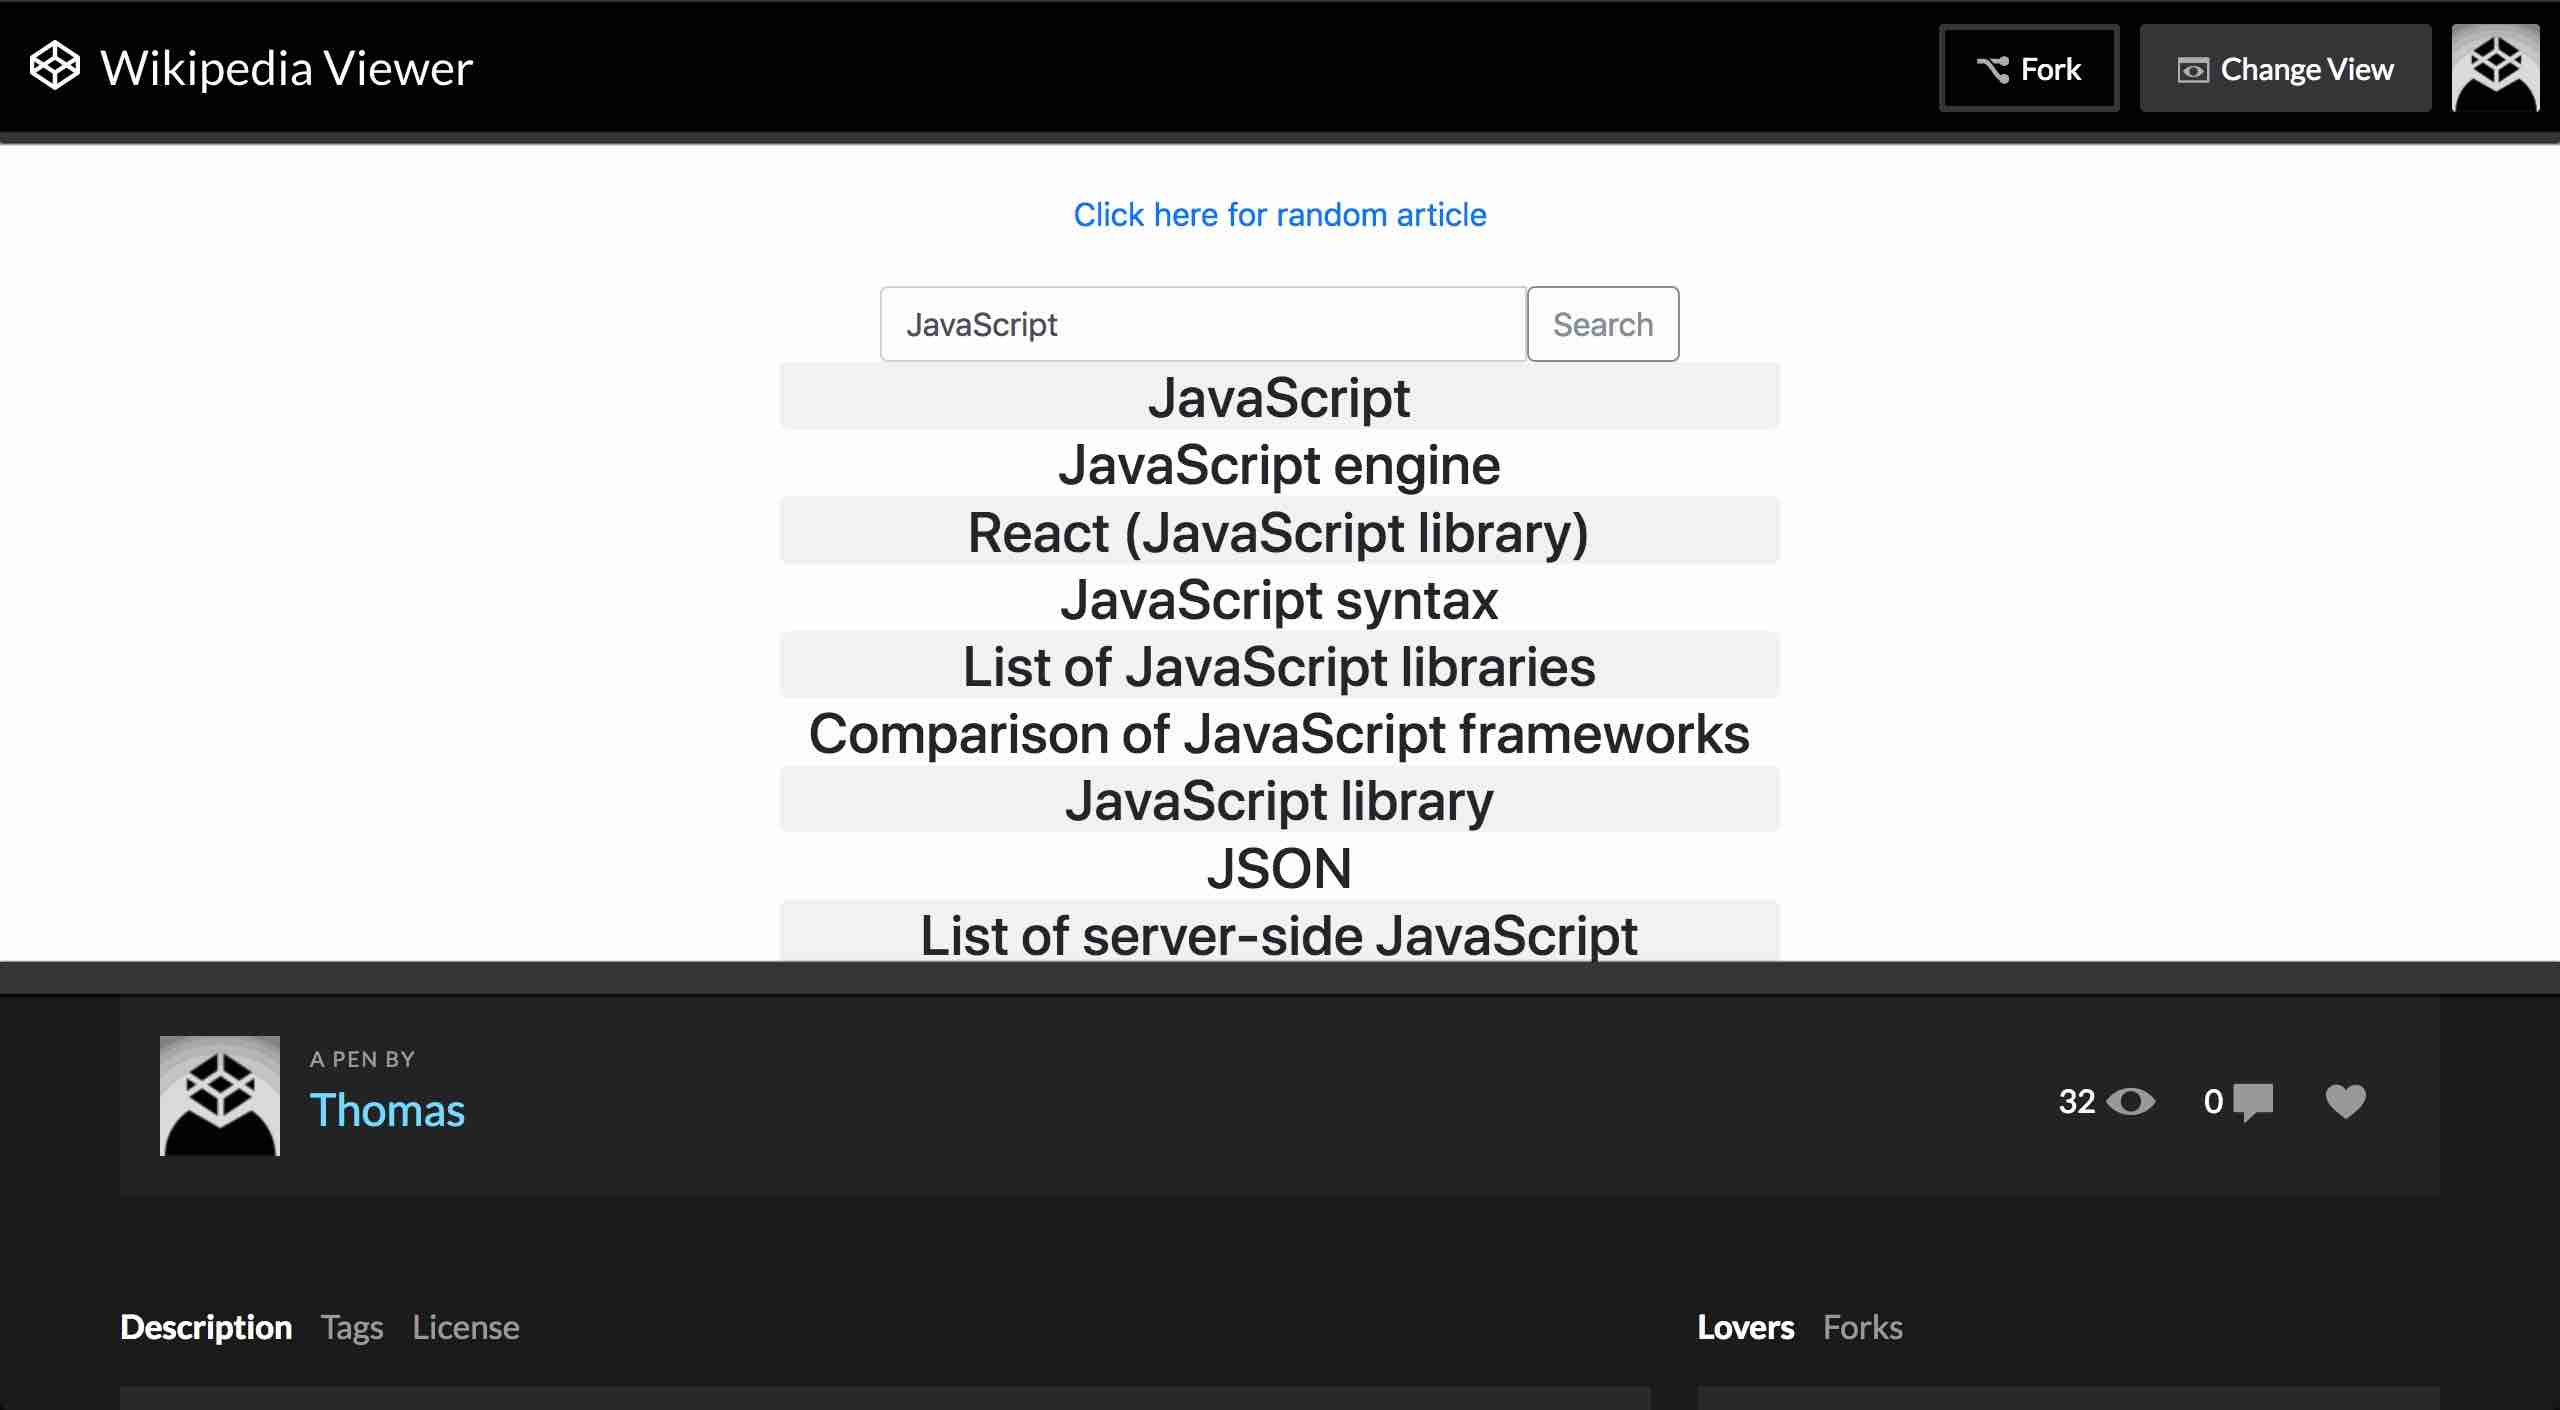 Wikipedia Viewer
Fork
Change View
Click here for random article
JavaScript
Search
JavaScript
JavaScript engine
React (JavaScript library)
JavaScript syntax
List of JavaScript libraries
Comparison of JavaScript frameworks
JavaScript library
JSON
List of server-side JavaScript
A PEN BY
Thomas
32
0
Description Tags License
Lovers Forks